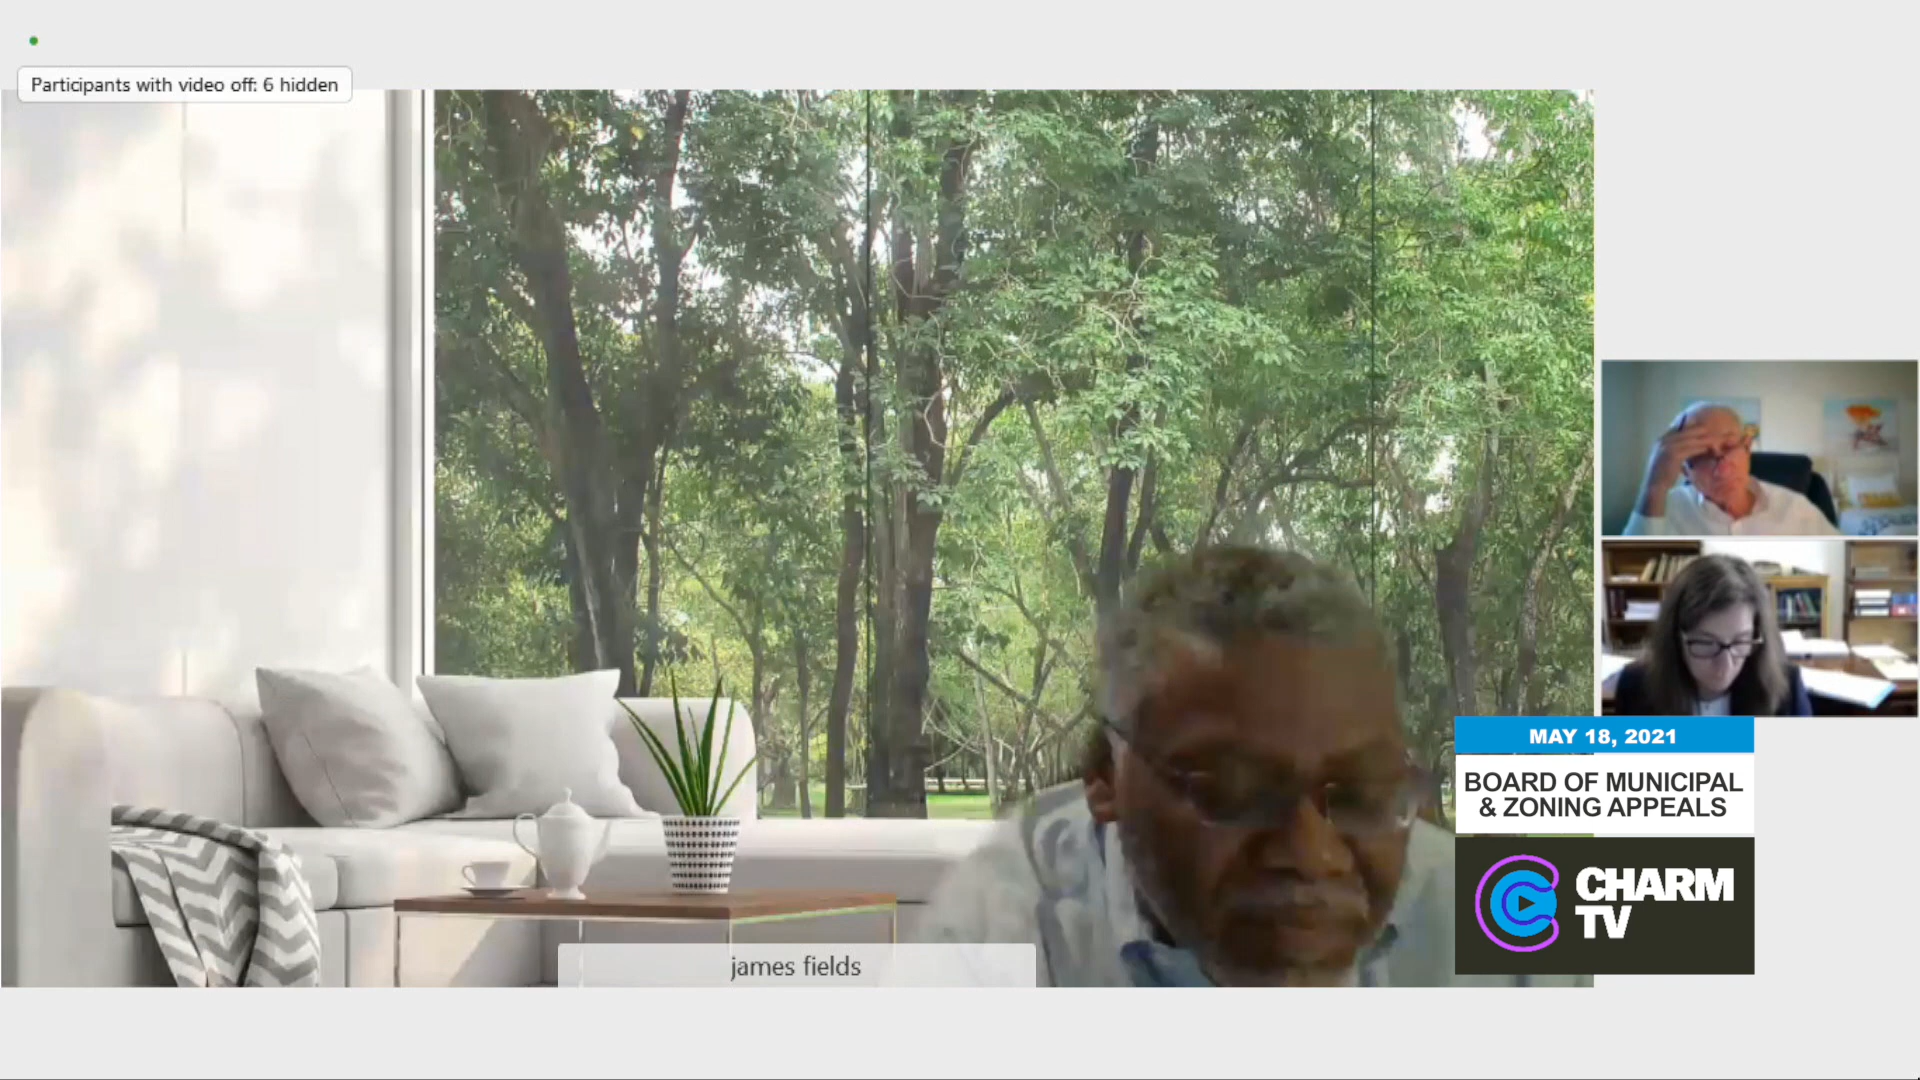 Participants with video off: 6 hidden
james fields
MAY 18, 2021
BOARD OF MUNICIPAL
& ZONING APPEALS
CHARM
TV